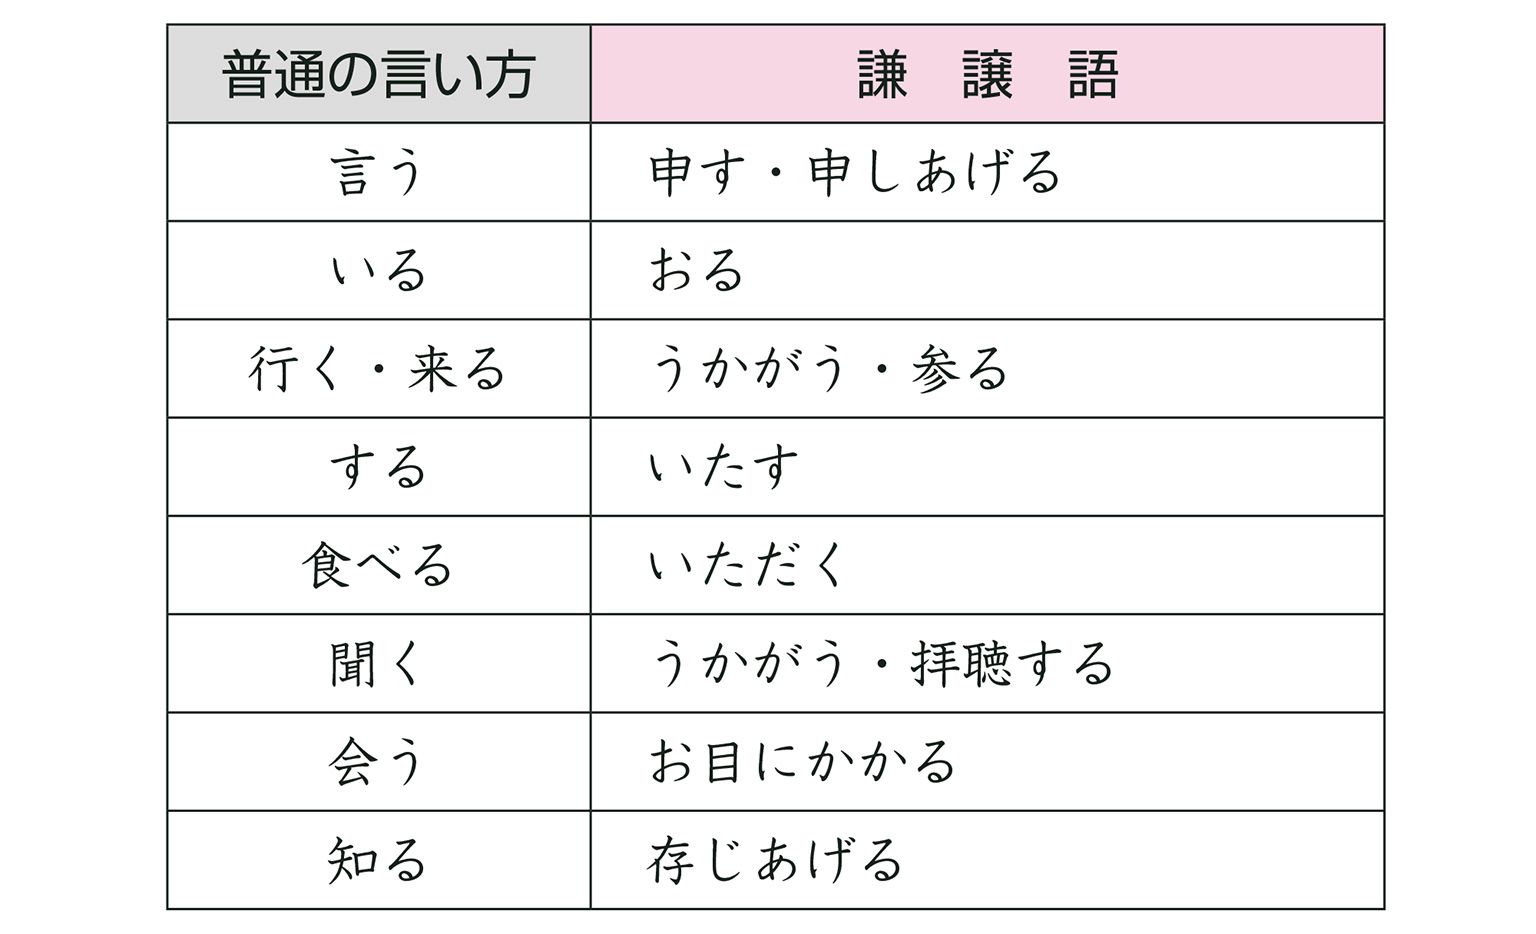 普通の言い方 謙譲語
言う 申す・申しあげる
いる おる
行く・来る うかがう・参る
する いたす
食べる いただく
聞く うかがう・拝聴する
会う お目にかかる
知る 存じあげる